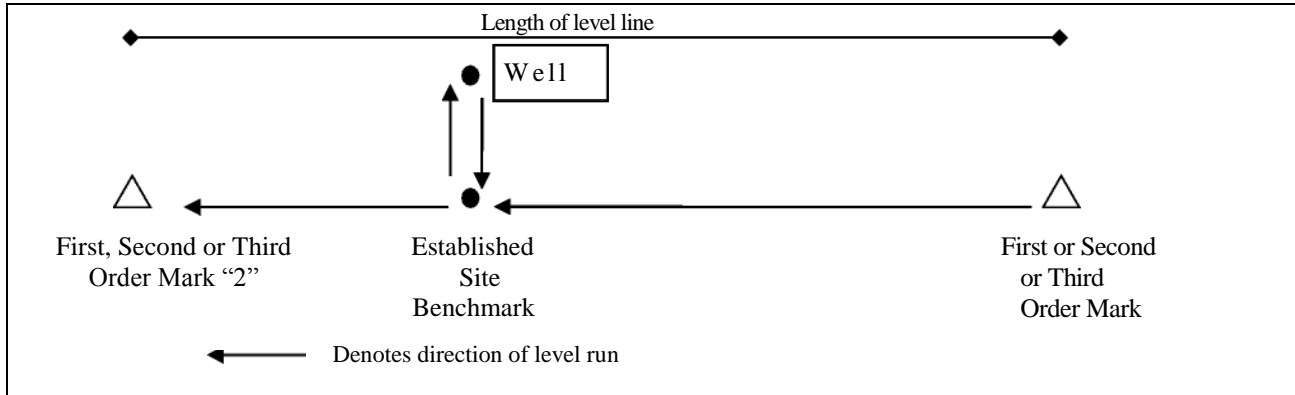 Length of level line
Well
First, Second or Third
Order Mark “2”
Established
Site
Benchmark
First or Second
or Third
Order Mark
Denotes direction of level run